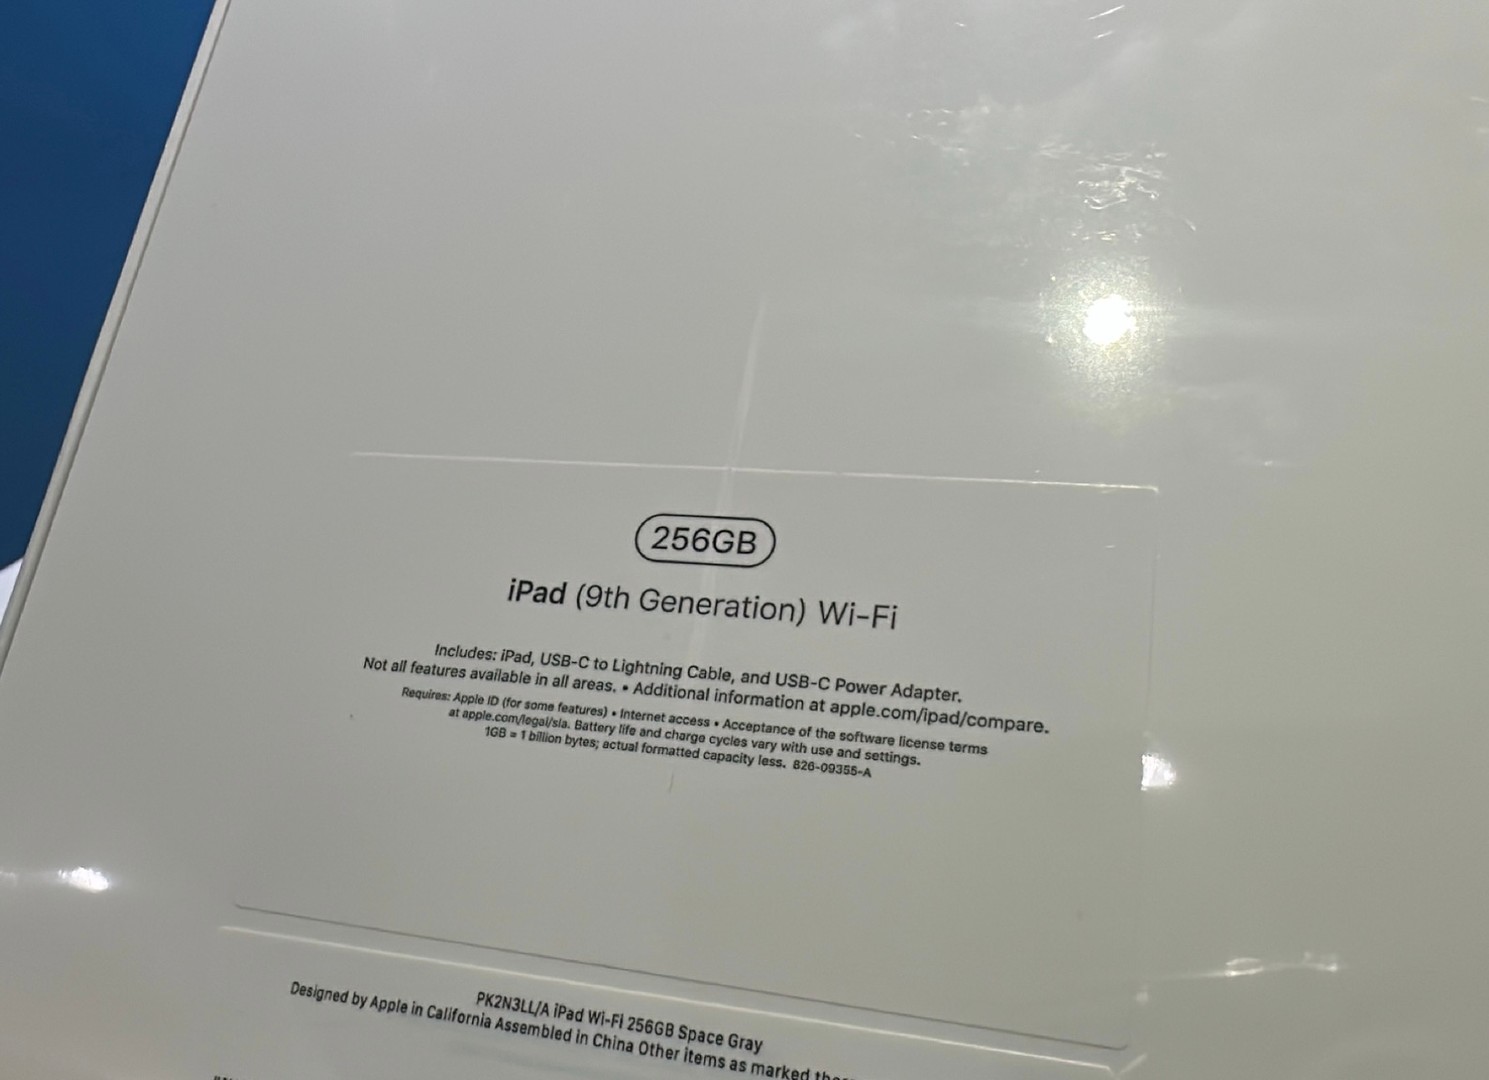 256GB
iPad (9th Generation) Wi-Fi
Includes: iPad, USB-C to Lightning Cable, and USB-C Power Adapter.
Not all features available in all areas. • Additional information at apple.com/ipad/compare.
Requires: Apple ID (for some features) • Internet access • Acceptance of the software license terms
at apple.com/legal/sla. Battery life and charge cycles vary with use and settings.
1GB = 1 billion bytes; actual formatted capacity less. 826-09355-A
PK2N3LL/A iPad Wi-Fi 256GB Space Gray
Designed by Apple in California Assembled in China Other items as marked